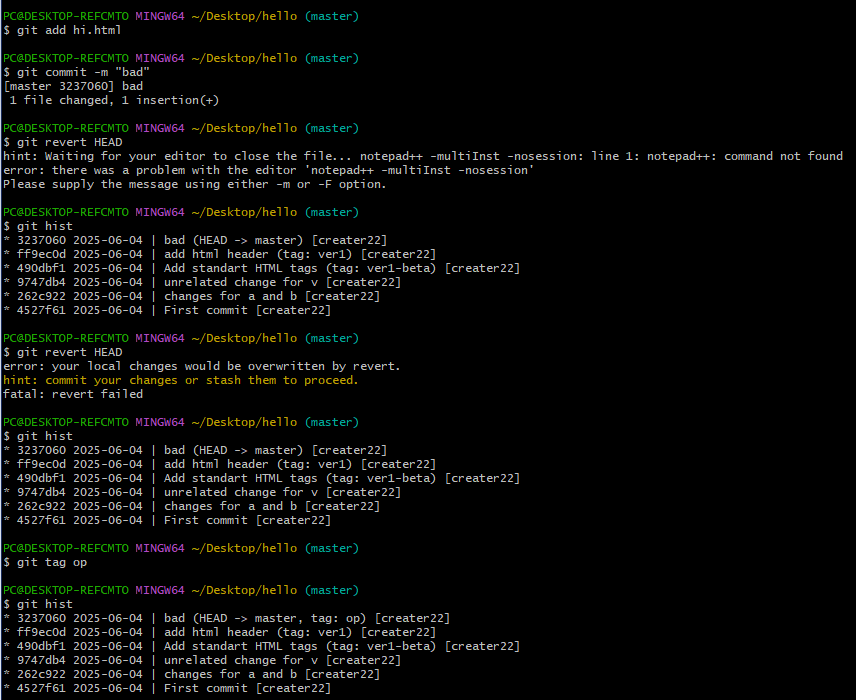 PC@DESKTOP-REFCMTO MINGW64 ~/Desktop/hello (master)
$ git add hi.html
PC@DESKTOP-REFCMTO MINGW64 ~/Desktop/hello (master)
$ git commit -m "bad"
[master 3237060] bad
 1 file changed, 1 insertion(+)
PC@DESKTOP-REFCMTO MINGW64 ~/Desktop/hello (master)
$ git revert HEAD
hint: Waiting for your editor to close the file... notepad++ -multiInst -nosession: line 1: notepad++: command not found
error: there was a problem with the editor 'notepad++ -multiInst -nosession'
Please supply the message using either -m or -F option.
PC@DESKTOP-REFCMTO MINGW64 ~/Desktop/hello (master)
$ git hist
* 3237060 2025-06-04 | bad (HEAD -> master) [creater22]
* ff9ec0d 2025-06-04 | add html header (tag: ver1) [creater22]
* 490dbf1 2025-06-04 | Add standart HTML tags (tag: ver1-beta) [creater22]
* 9747db4 2025-06-04 | unrelated change for v [creater22]
* 262c922 2025-06-04 | changes for a and b [creater22]
* 4527f61 2025-06-04 | First commit [creater22]
PC@DESKTOP-REFCMTO MINGW64 ~/Desktop/hello (master)
$ git revert HEAD
error: your local changes would be overwritten by revert.
hint: commit your changes or stash them to proceed.
fatal: revert failed
PC@DESKTOP-REFCMTO MINGW64 ~/Desktop/hello (master)
$ git hist
* 3237060 2025-06-04 | bad (HEAD -> master) [creater22]
* ff9ec0d 2025-06-04 | add html header (tag: ver1) [creater22]
* 490dbf1 2025-06-04 | Add standart HTML tags (tag: ver1-beta) [creater22]
* 9747db4 2025-06-04 | unrelated change for v [creater22]
* 262c922 2025-06-04 | changes for a and b [creater22]
* 4527f61 2025-06-04 | First commit [creater22]
PC@DESKTOP-REFCMTO MINGW64 ~/Desktop/hello (master)
$ git tag op
PC@DESKTOP-REFCMTO MINGW64 ~/Desktop/hello (master)
$ git hist
* 3237060 2025-06-04 | bad (HEAD -> master, tag: op) [creater22]
* ff9ec0d 2025-06-04 | add html header (tag: ver1) [creater22]
* 490dbf1 2025-06-04 | Add standart HTML tags (tag: ver1-beta) [creater22]
* 9747db4 2025-06-04 | unrelated change for v [creater22]
* 262c922 2025-06-04 | changes for a and b [creater22]
* 4527f61 2025-06-04 | First commit [creater22]